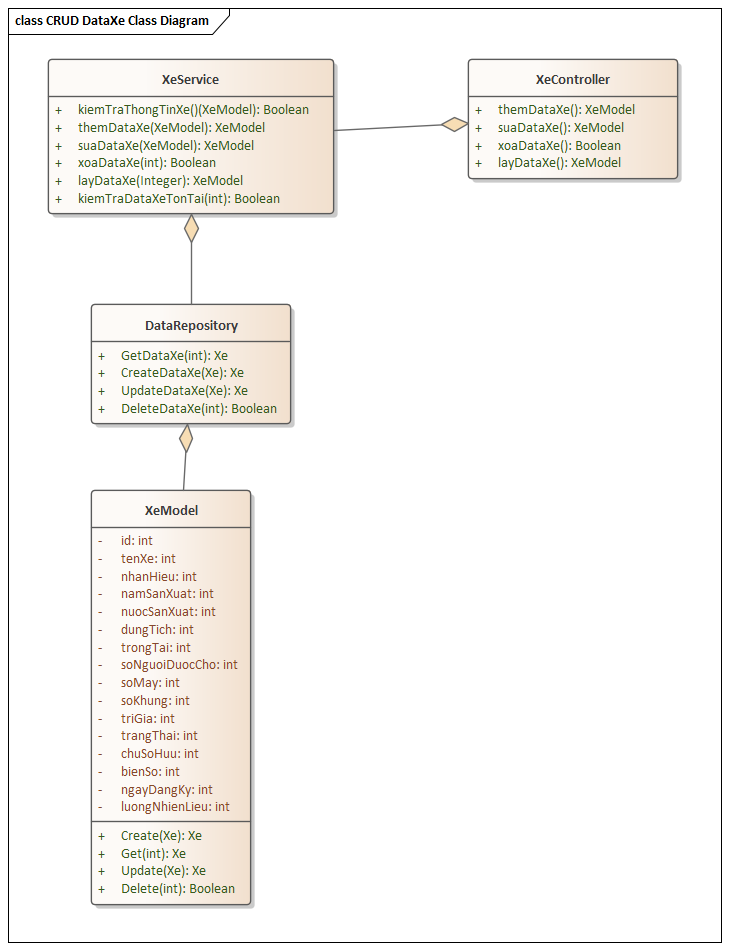 class CRUD DataXe Class Diagram
XeService
+ kiemTraThongTinXe()(XeModel): Boolean
+ themDataXe(XeModel): XeModel
+ suaDataXe(XeModel): XeModel
+ xoaDataXe(int): Boolean
+ layDataXe(Integer): XeModel
+ kiemTraDataXeTonTai(int): Boolean
XeController
+ themDataXe(): XeModel
+ suaDataXe(): XeModel
+ xoaDataXe(): Boolean
+ layDataXe(): XeModel
DataRepository
+ GetDataXe(int): Xe
+ CreateDataXe(Xe): Xe
+ UpdateDataXe(Xe): Xe
+ DeleteDataXe(int): Boolean
XeModel
- id: int
- tenXe: int
- nhanHieu: int
- namSanXuat: int
- nuocSanXuat: int
- dungTich: int
- trongTai: int
- soNguoiDuocCho: int
- soMay: int
- soKhung: int
- triGia: int
- trangThai: int
- chuSoHuu: int
- bienSo: int
- ngayDangKy: int
- luongNhienLieu: int
+ Create(Xe): Xe
+ Get(int): Xe
+ Update(Xe): Xe
+ Delete(int): Boolean